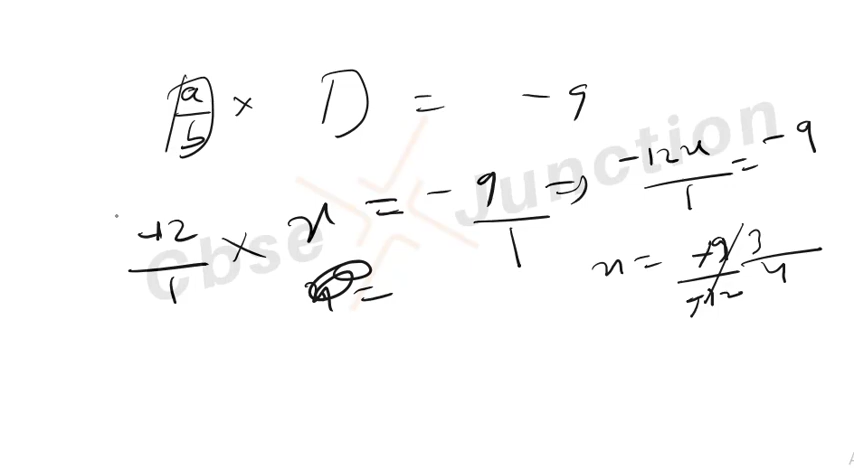 a/b × D = -9
-12/1 × x = -9/1 ⇒ -12x/1 = -9
x = -9/-12 3/4
=
Cbse Junction